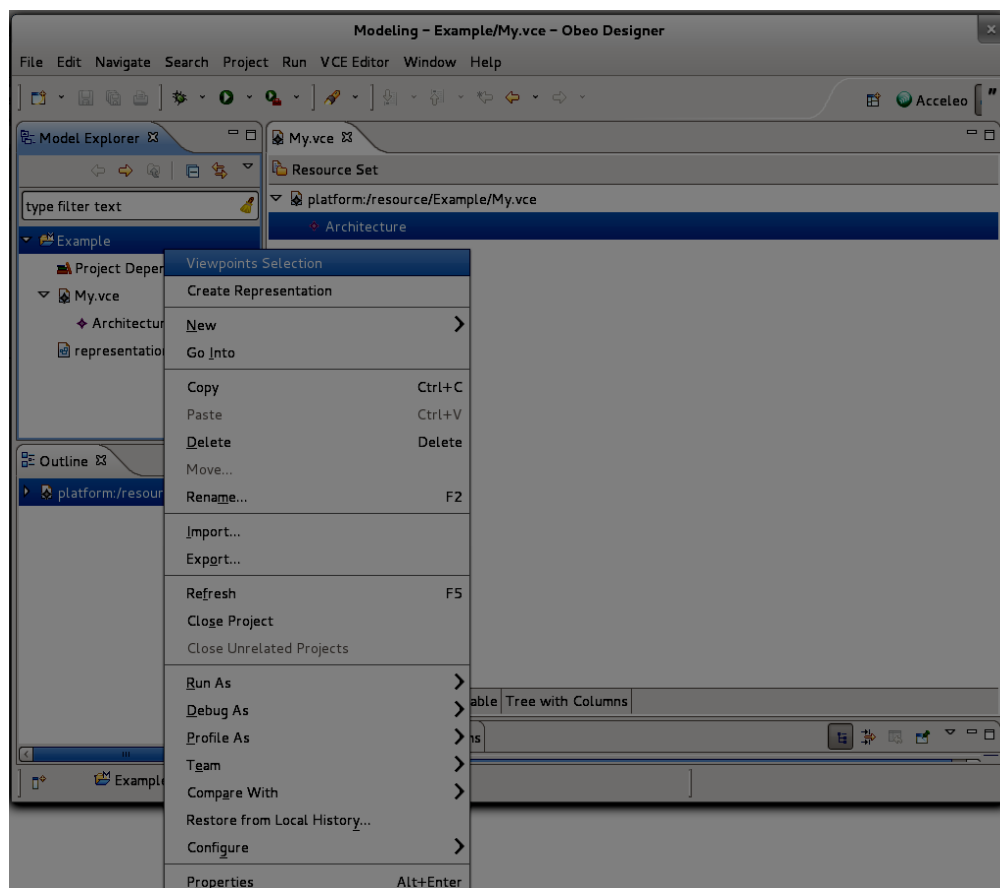 Modeling – Example/My.vce – Obeo Designer
File Edit Navigate Search Project Run VCE Editor Window Help
Acceleo
Model Explorer
My.vce
Resource Set
type filter text
platform:/resource/Example/My.vce
Architecture
Example
Project Deper
My.vce
Architectur
representatio
Viewpoints Selection
Create Representation
New
Go Into
Copy Ctrl+C
Paste Ctrl+V
Delete Delete
Move...
Rename... F2
Import...
Export...
Refresh F5
Close Project
Close Unrelated Projects
Run As
Debug As
Profile As
Team
Compare With
Restore from Local History...
Configure
Properties Alt+Enter
Outline
platform:/resour
able Tree with Columns
ns
Example